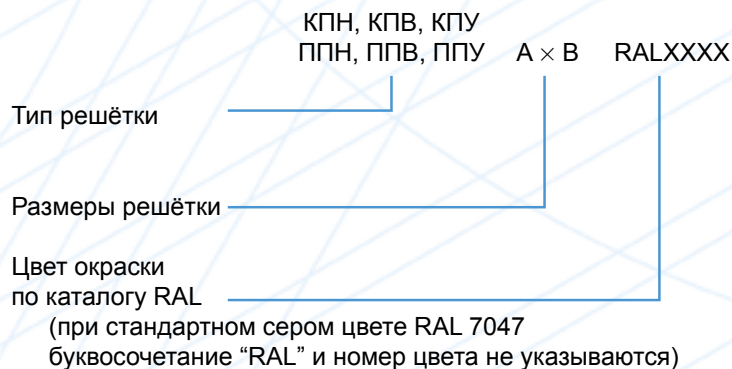 КПН, КПВ, КПУ
ППН, ППВ, ППУ A × B RALXXXX
Тип решётки
Размеры решётки
Цвет окраски
по каталогу RAL
(при стандартном сером цвете RAL 7047
буквосочетание “RAL” и номер цвета не указываются)